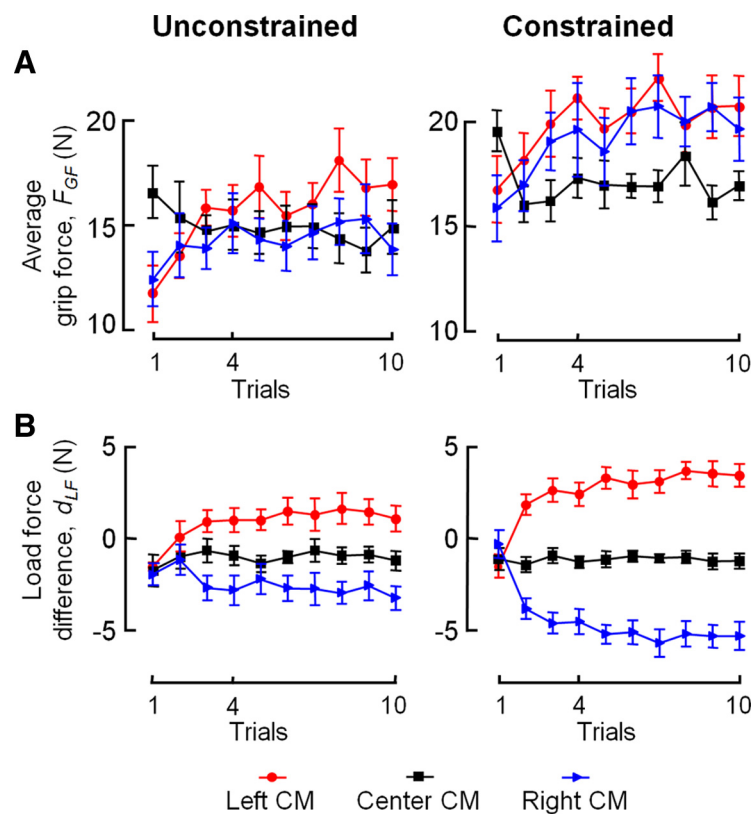 Unconstrained
Constrained
A
Average
grip force, F_GF (N)
20
15
10
1
4
10
Trials
20
15
10
1
4
10
Trials
B
Load force
difference, d_LF (N)
5
0
-5
1
4
10
Trials
5
0
-5
1
4
10
Trials
Left CM
Center CM
Right CM